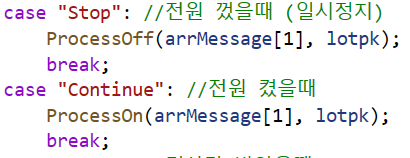 case "Stop": //전원 껐을때 (일시정지)
ProcessOff(arrMessage[1], lotpk);
break;
case "Continue": //전원 켰을때
ProcessOn(arrMessage[1], lotpk);
break;